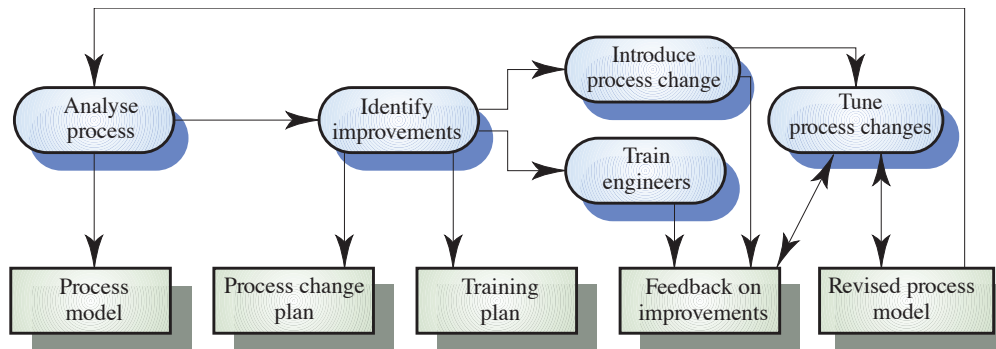 Introduce
process change
Analyse
process
Identify
improvements
Tune
process changes
Train
engineers
Process
model
Process change
plan
Training
plan
Feedback on
improvements
Revised process
model